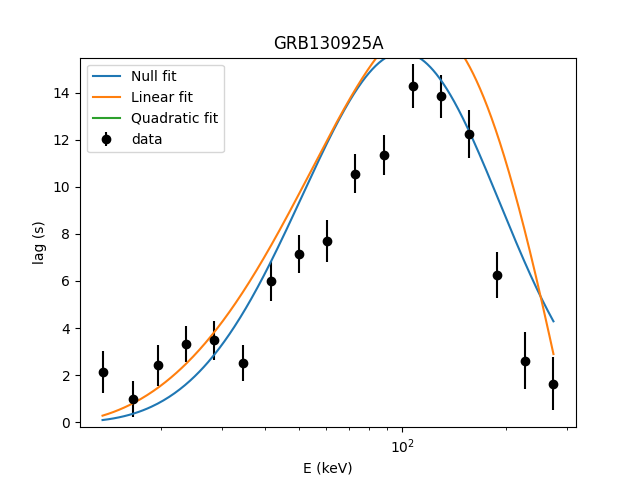 GRB130925A
Null fit
Linear fit
Quadratic fit
data
14
12
10
8
6
4
2
0
lag (s)
10²
E (keV)